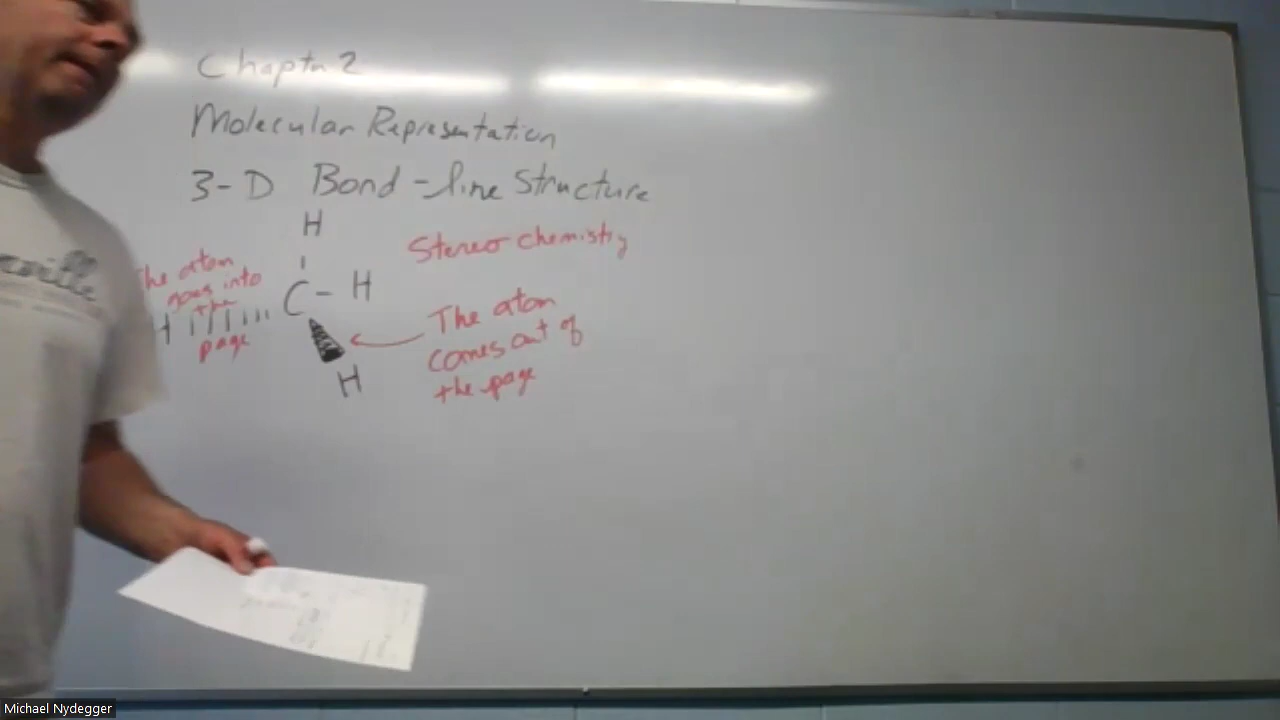 Chapter 2
Molecular Representation
3-D Bond-line Structure
H
Stereochemistry
The atom
goes into
the
page
C - H
H
The atom
comes out of
the page
H
Michael Nydegger